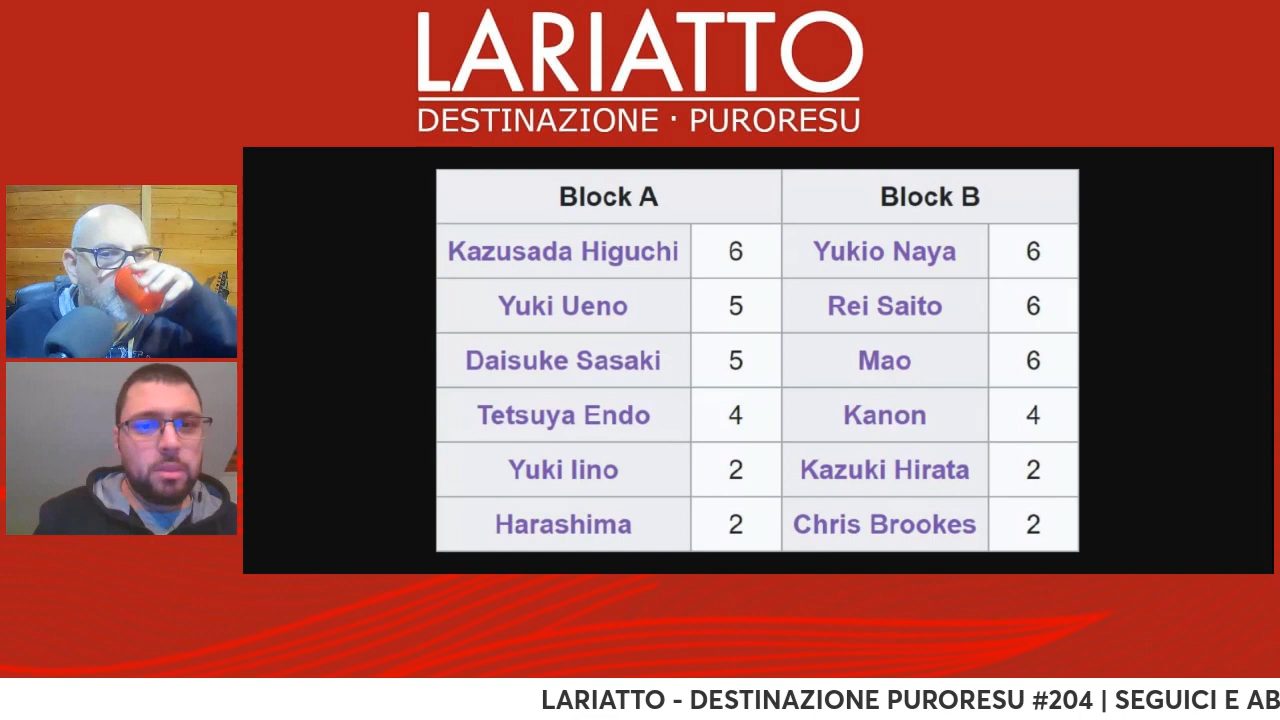 LARIATTO
DESTINAZIONE · PURORESU
Block A Block B
Kazusada Higuchi 6 Yukio Naya 6
Yuki Ueno 5 Rei Saito 6
Daisuke Sasaki 5 Mao 6
Tetsuya Endo 4 Kanon 4
Yuki Iino 2 Kazuki Hirata 2
Harashima 2 Chris Brookes 2
LARIATTO - DESTINAZIONE PURORESU #204 | SEGUICI E AB